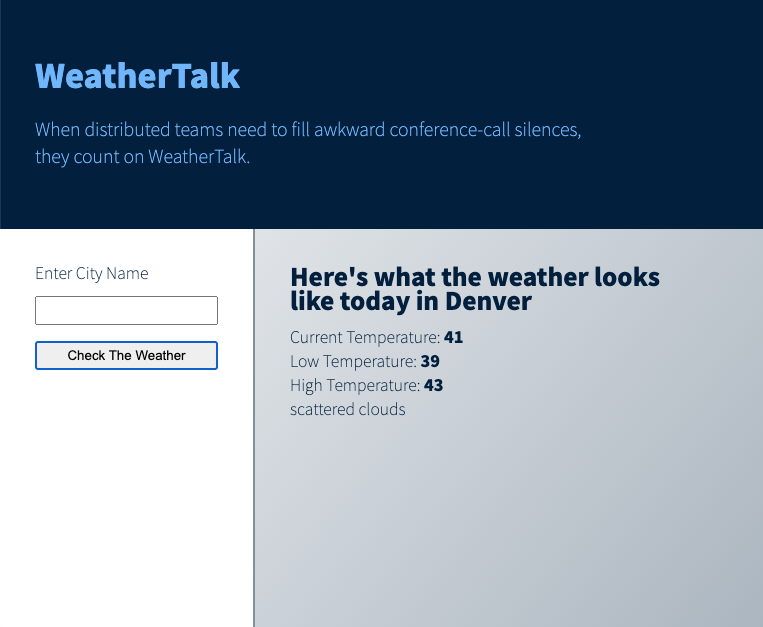 WeatherTalk
When distributed teams need to fill awkward conference-call silences,
they count on WeatherTalk.
Enter City Name
Check The Weather
Here's what the weather looks
like today in Denver
Current Temperature: 41
Low Temperature: 39
High Temperature: 43
scattered clouds